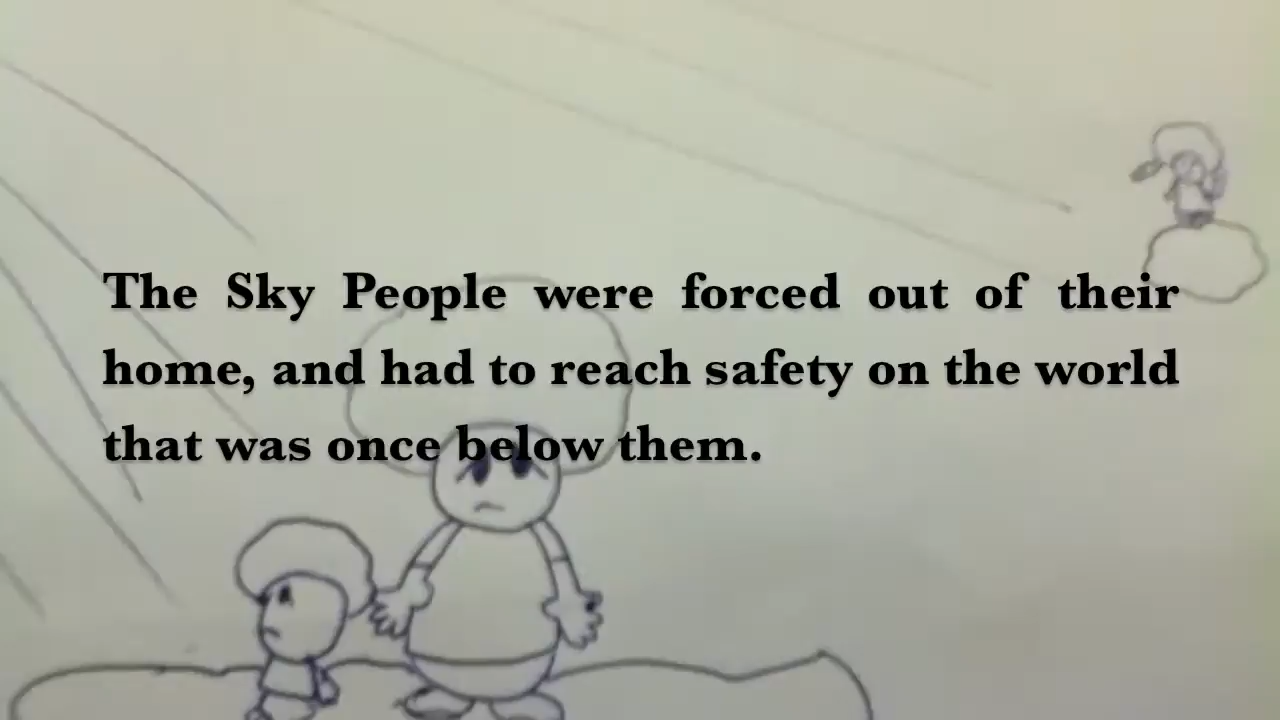 The Sky People were forced out of their
home, and had to reach safety on the world
that was once below them.